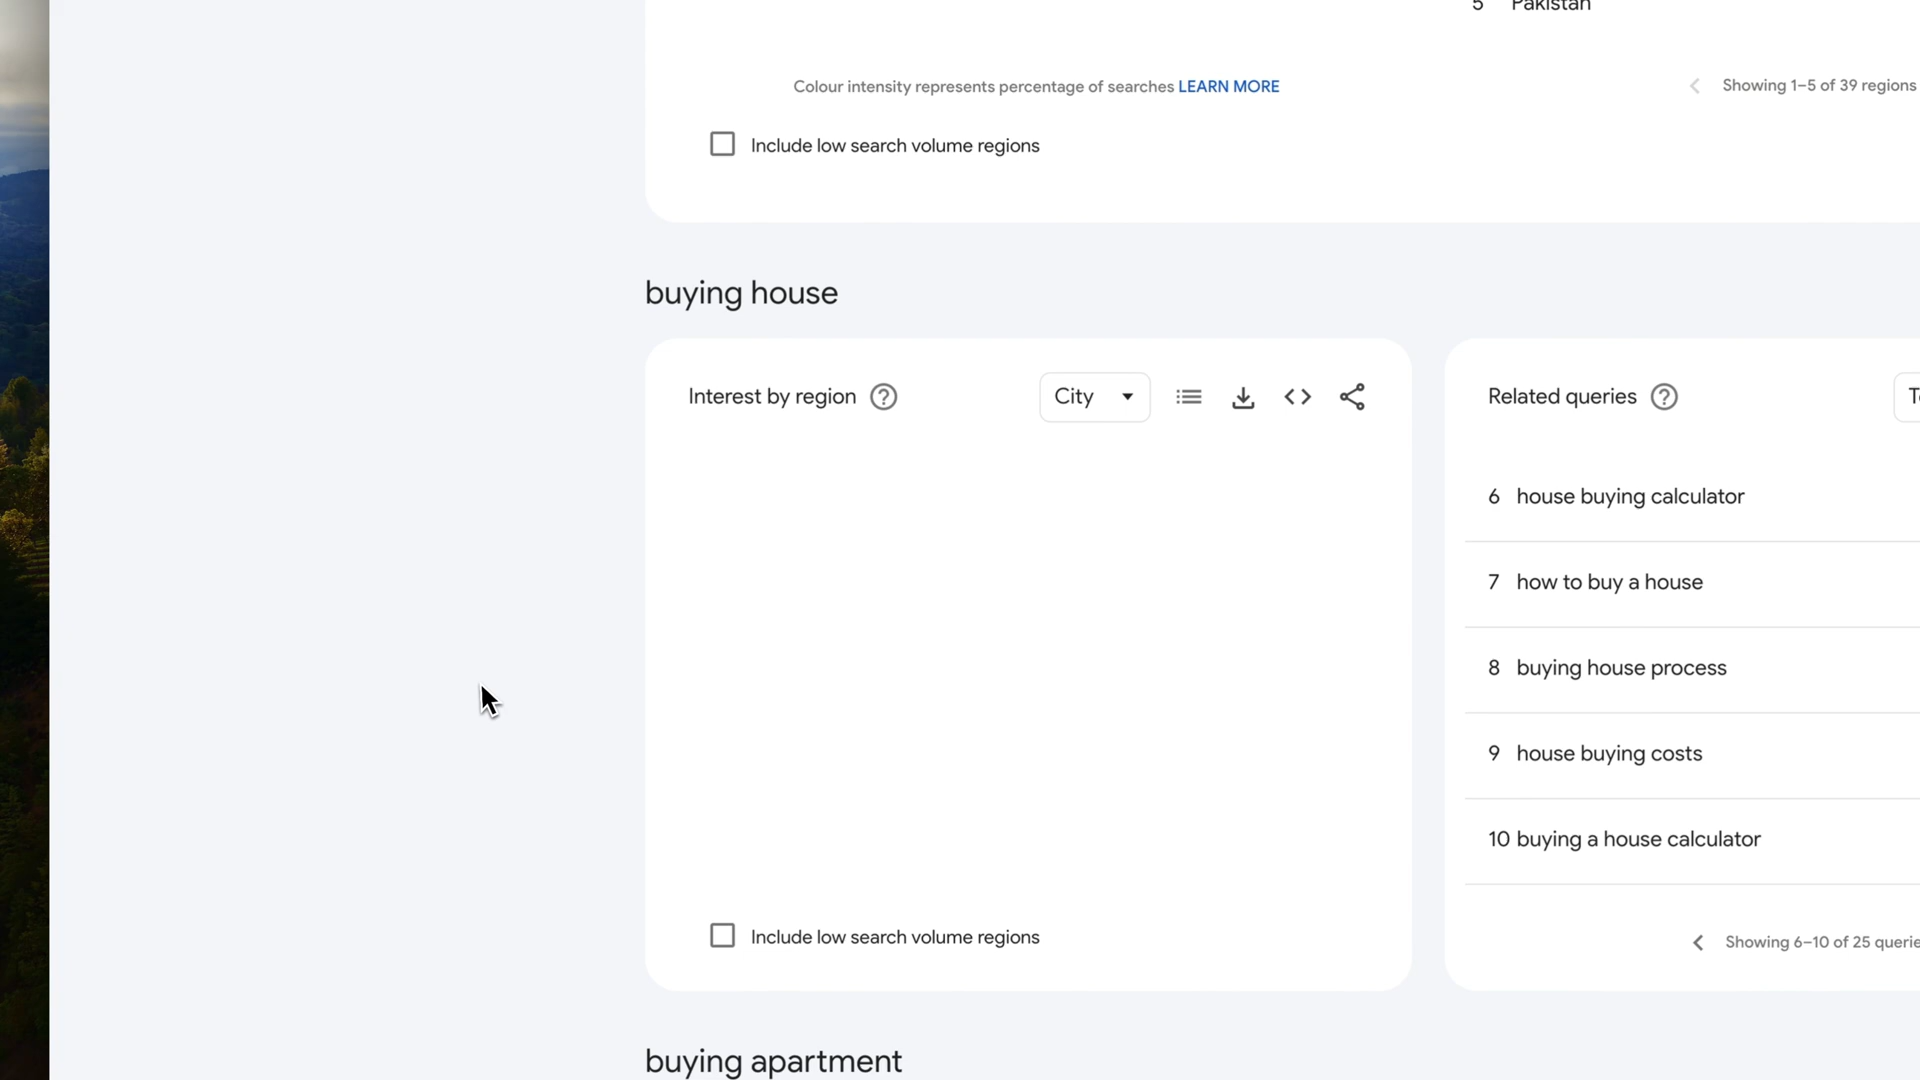 5 Pakistan
Colour intensity represents percentage of searches LEARN MORE
Showing 1–5 of 39 regions
Include low search volume regions
buying house
Interest by region
City
Related queries
6 house buying calculator
7 how to buy a house
8 buying house process
9 house buying costs
10 buying a house calculator
Include low search volume regions
Showing 6–10 of 25 querie
buying apartment